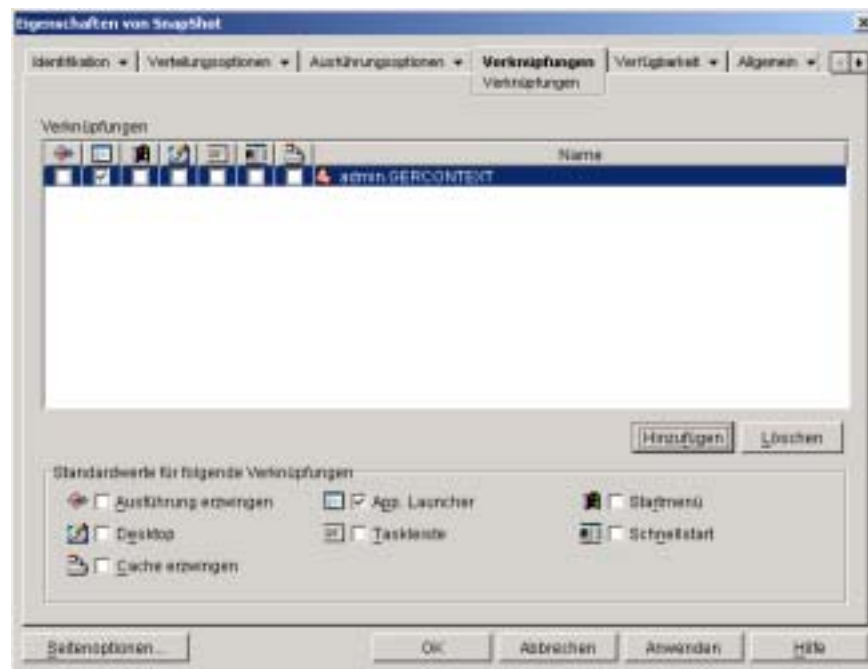 Eigenschaften von SnapShot
Identifikation Verteilungsoptionen Ausführungsoptionen Verknüpfungen Verfügbarkeit Allgemein
Verknüpfungen
Verknüpfungen
Name
admin.GERCONTEXT
Hinzufügen Löschen
Standardwerte für folgende Verknüpfungen
Ausführung erzwingen App. Launcher Startmenü
Desktop Taskleiste Schnellstart
Cache erzwingen
Seitenoptionen... OK Abbrechen Anwenden Hilfe